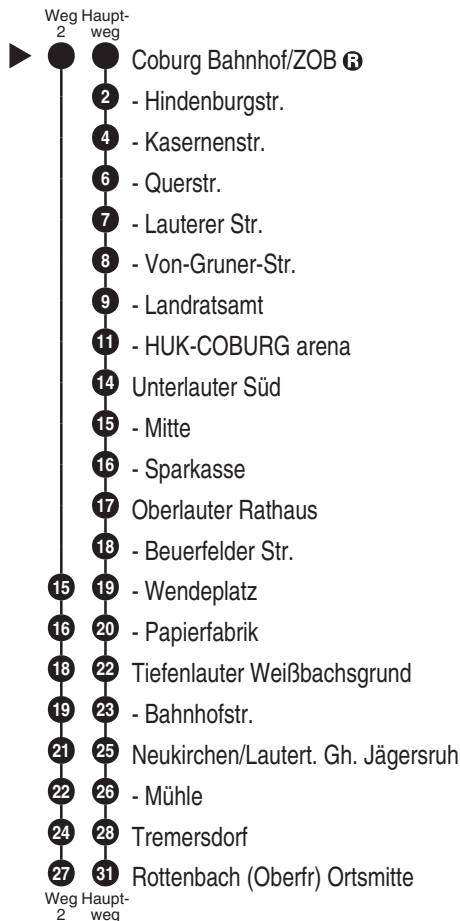 Weg Haupt-
2 weg
Coburg Bahnhof/ZOB R
2 - Hindenburgstr.
4 - Kasernenstr.
6 - Querstr.
7 - Lauterer Str.
8 - Von-Gruner-Str.
9 - Landratsamt
11 - HUK-COBURG arena
14 Unterlauter Süd
15 - Mitte
16 - Sparkasse
17 Oberlauter Rathaus
18 - Beuerfelder Str.
15 19 - Wendeplatz
16 20 - Papierfabrik
18 22 Tiefenlauter Weißbachsgrund
19 23 - Bahnhofstr.
21 25 Neukirchen/Lautert. Gh. Jägersruh
22 26 - Mühle
24 28 Tremersdorf
27 31 Rottenbach (Oberfr) Ortsmitte
Weg Haupt-
2 weg